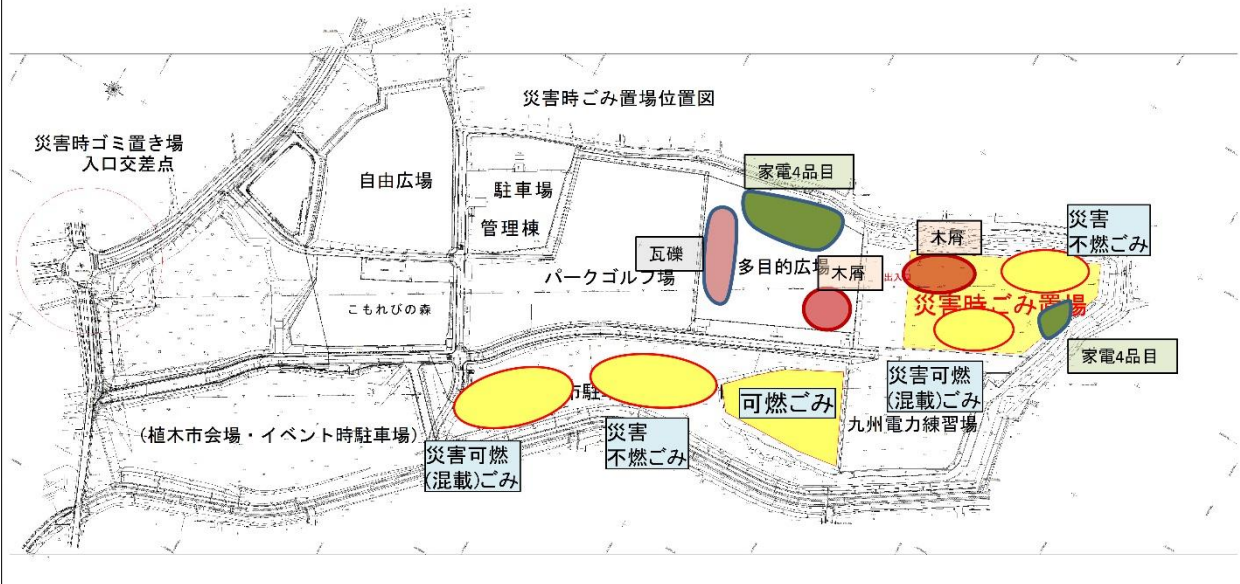 災害時ごみ置場位置図
災害時ゴミ置き場
入口交差点
自由広場
駐車場
管理棟
家電4品目
瓦礫
多目的広場
木屑
木屑
災害
不燃ごみ
出入
災害時ごみ置場
パークゴルフ場
こもれびの森
家電4品目
市駐
可燃ごみ
災害可燃
(混載)ごみ
九州電力練習場
(植木市会場・イベント時駐車場)
災害可燃
(混載)ごみ
災害
不燃ごみ